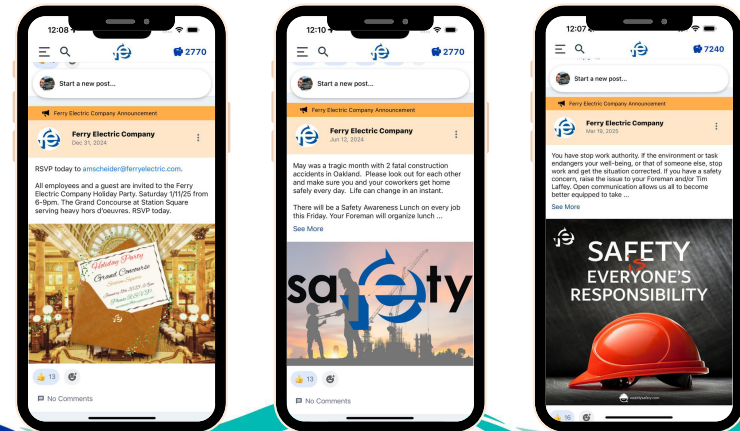 12:08
2770
Start a new post...
Ferry Electric Company Announcement
Ferry Electric Company
Dec 31, 2024
RSVP today to amscheider@ferryelectric.com.
All employees and a guest are invited to the Ferry
Electric Company Holiday Party. Saturday 1/11/25 from
6-9pm. The Grand Concourse at Station Square
serving heavy hors d'oeuvres. RSVP today.
Holiday Party
Grand Concourse
Station Square
13
No Comments
12:10
2770
Start a new post...
Ferry Electric Company Announcement
Ferry Electric Company
Jun 12, 2024
May was a tragic month with 2 fatal construction
accidents in Oakland. Please look out for each other
and make sure you and your coworkers get home
safely every day. Life can change in an instant.
There will be a Safety Awareness Lunch on every job
this Friday. Your Foreman will organize lunch ...
See More
safety
13
No Comments
12:07
7240
Start a new post...
Ferry Electric Company Announcement
Ferry Electric Company
Mar 19, 2025
You have stop work authority. If the environment or task
endangers your well-being, or that of someone else, stop
work and get the situation corrected. If you have a safety
concern, raise the issue to your Foreman and/or Tim
Laffey. Open communication allows us all to become
better equipped to take ...
See More
fe
SAFETY
IS
EVERYONE'S
RESPONSIBILITY
16